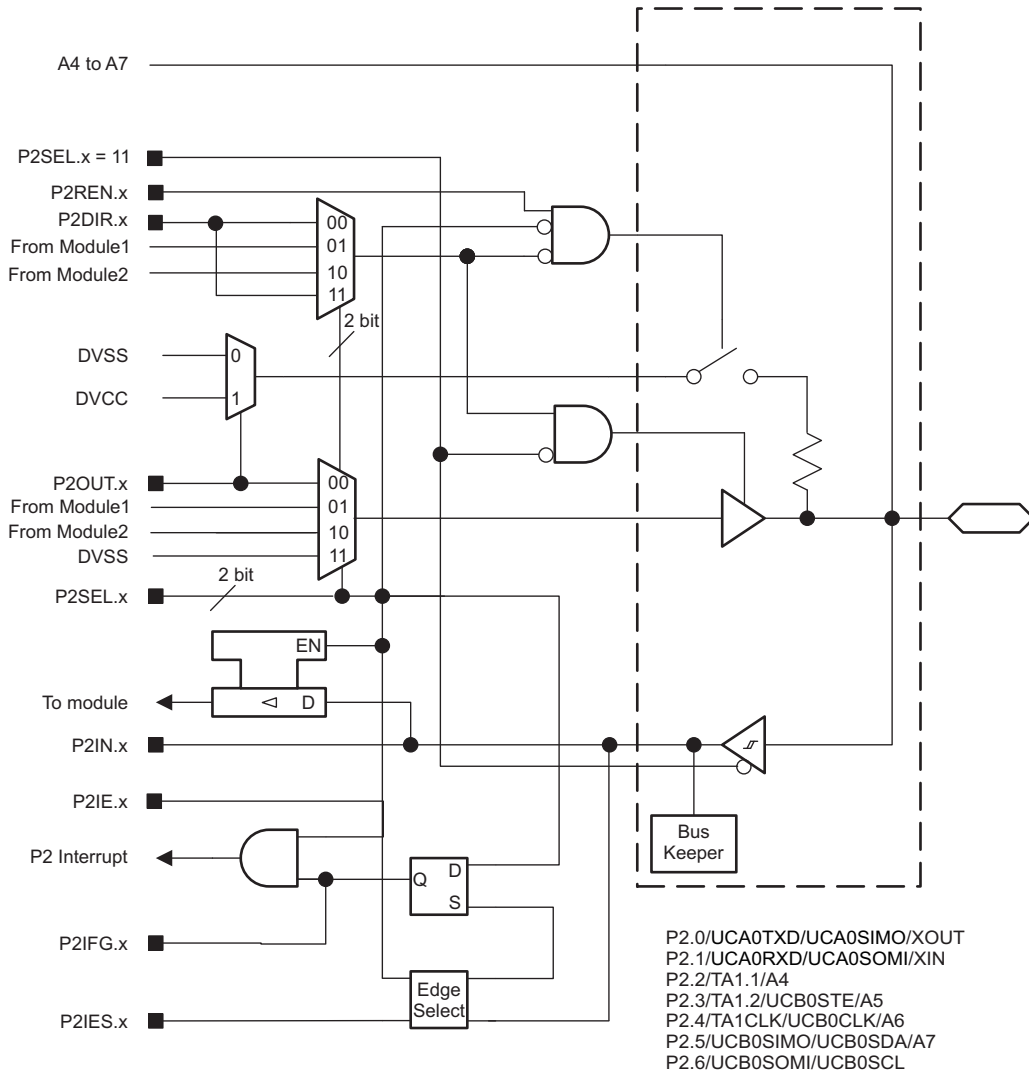 A4 to A7
P2SEL.x = 11
P2REN.x
P2DIR.x
From Module1
From Module2
00
01
10
11
2 bit
DVSS
DVCC
0
1
P2OUT.x
From Module1
From Module2
DVSS
00
01
10
11
2 bit
P2SEL.x
EN
To module
D
P2IN.x
P2IE.x
Bus
Keeper
P2 Interrupt
Q
D
S
P2IFG.x
Edge
Select
P2IES.x
P2.0/UCA0TXD/UCA0SIMO/XOUT
P2.1/UCA0RXD/UCA0SOMI/XIN
P2.2/TA1.1/A4
P2.3/TA1.2/UCB0STE/A5
P2.4/TA1CLK/UCB0CLK/A6
P2.5/UCB0SIMO/UCB0SDA/A7
P2.6/UCB0SOMI/UCB0SCL